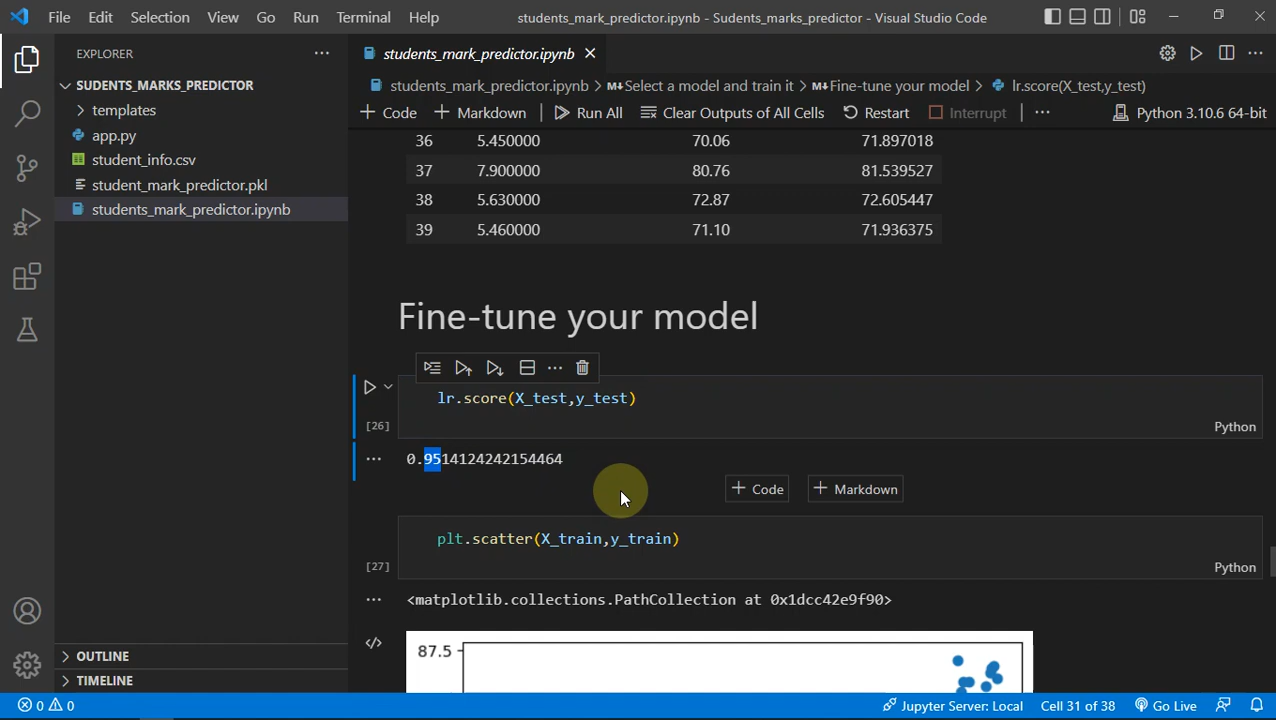 File Edit Selection View Go Run Terminal Help
students_mark_predictor.ipynb - Sudents_marks_predictor - Visual Studio Code
EXPLORER
SUDENTS_MARKS_PREDICTOR
templates
app.py
student_info.csv
student_mark_predictor.pkl
students_mark_predictor.ipynb
OUTLINE
TIMELINE
students_mark_predictor.ipynb
students_mark_predictor.ipynb > M↓Select a model and train it > M↓Fine-tune your model > lr.score(X_test,y_test)
+ Code + Markdown Run All Clear Outputs of All Cells Restart Interrupt ... Python 3.10.6 64-bit
36 5.450000 70.06 71.897018
37 7.900000 80.76 81.539527
38 5.630000 72.87 72.605447
39 5.460000 71.10 71.936375
Fine-tune your model
lr.score(X_test,y_test)
[26] Python
0.9514124242154464
+ Code + Markdown
plt.scatter(X_train,y_train)
[27] Python
<matplotlib.collections.PathCollection at 0x1dcc42e9f90>
87.5
0 0 Jupyter Server: Local Cell 31 of 38 Go Live